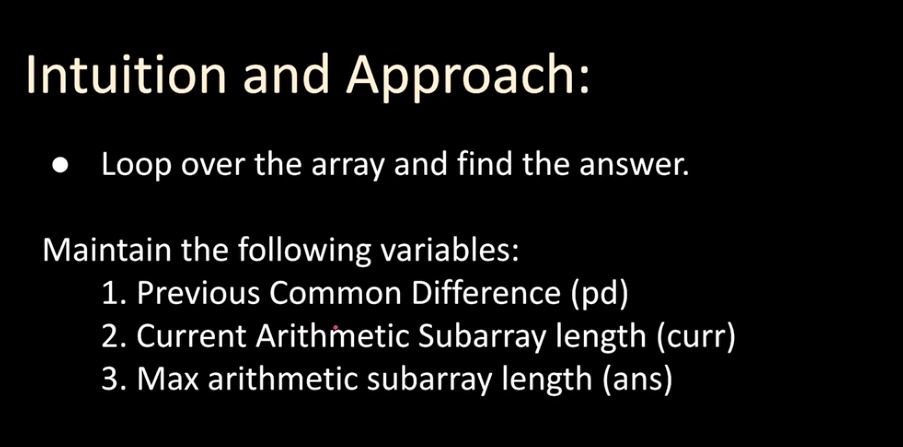 Intuition and Approach:
● Loop over the array and find the answer.
Maintain the following variables:
1. Previous Common Difference (pd)
2. Current Arithmetic Subarray length (curr)
3. Max arithmetic subarray length (ans)